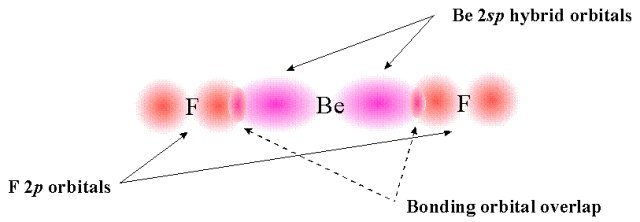 Be 2sp hybrid orbitals
F Be F
F 2p orbitals
Bonding orbital overlap